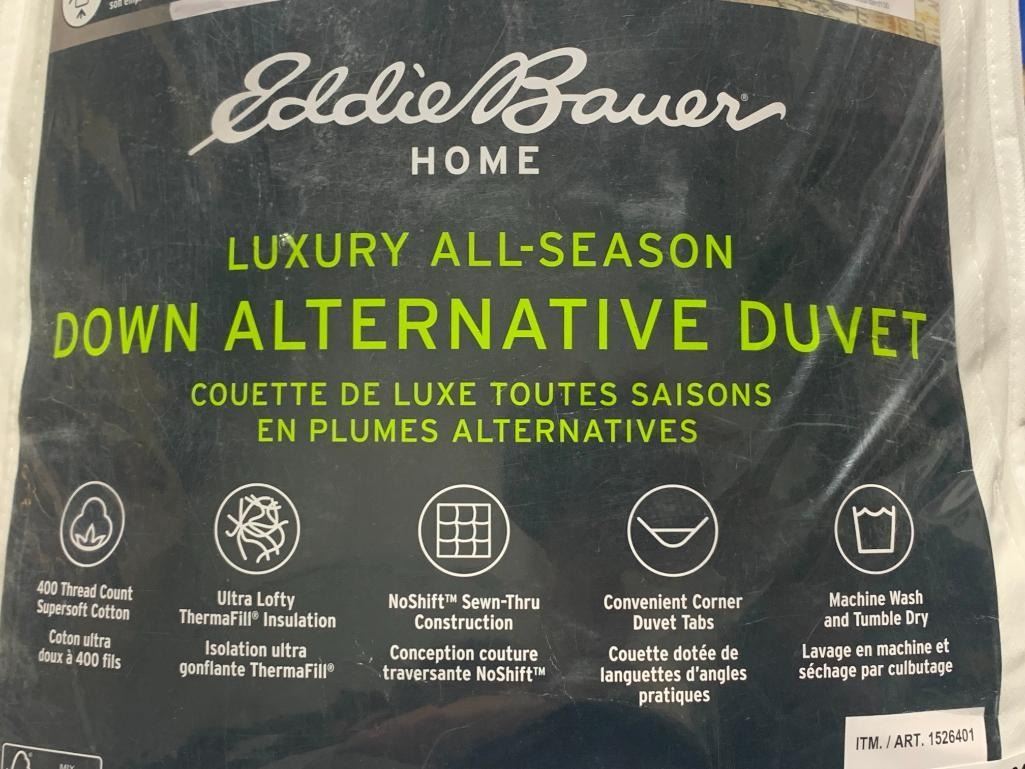 Eddie Bauer®
HOME
LUXURY ALL-SEASON
DOWN ALTERNATIVE DUVET
COUETTE DE LUXE TOUTES SAISONS
EN PLUMES ALTERNATIVES
400 Thread Count
Supersoft Cotton
Coton ultra
doux à 400 fils
Ultra Lofty
ThermaFill® Insulation
Isolation ultra
gonflante ThermaFill®
NoShift™ Sewn-Thru
Construction
Conception couture
traversante NoShift™
Convenient Corner
Duvet Tabs
Couette dotée de
languettes d'angles
pratiques
Machine Wash
and Tumble Dry
Lavage en machine et
séchage par culbutage
ITM. / ART. 1526401
MIX